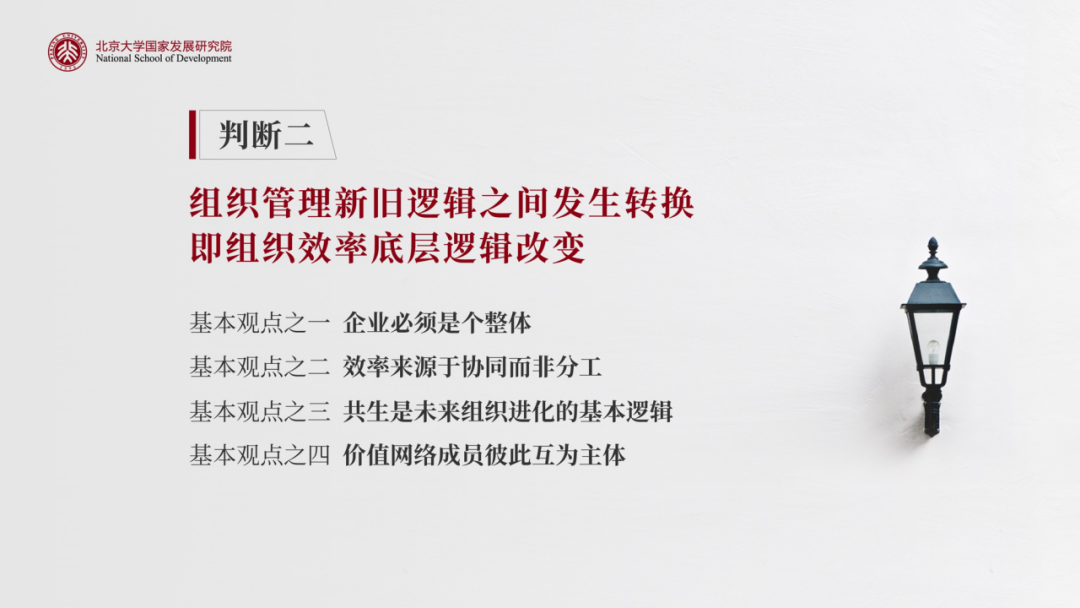 北京大学国家发展研究院
National School of Development
判断二
组织管理新旧逻辑之间发生转换
即组织效率底层逻辑改变
基本观点之一 企业必须是个整体
基本观点之二 效率来源于协同而非分工
基本观点之三 共生是未来组织进化的基本逻辑
基本观点之四 价值网络成员彼此互为主体